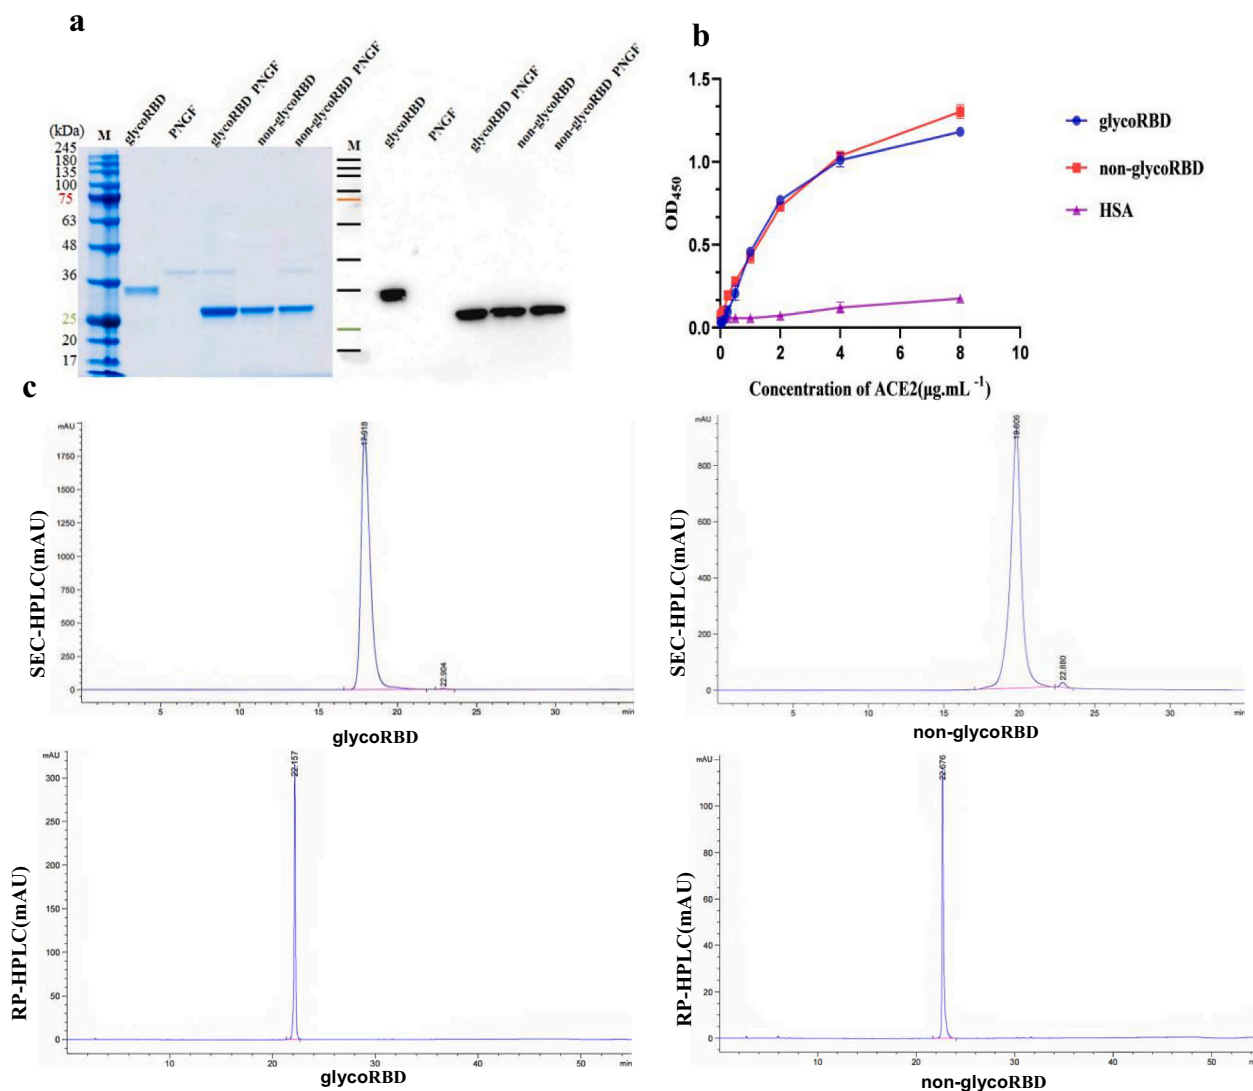 a
(kDa)
M
glycoRBD
PNGF
glycoRBD PNGF
non-glycoRBD
non-glycoRBD PNGF
245
180
135
100
75
63
48
36
25
20
17
M
glycoRBD
PNGF
glycoRBD PNGF
non-glycoRBD
non-glycoRBD PNGF
b
OD450
1.5
1.0
0.5
0.0
0 2 4 6 8 10
Concentration of ACE2(μg.mL -1)
glycoRBD
non-glycoRBD
HSA
c
SEC-HPLC(mAU)
mAU
1750
1500
1250
1000
750
500
250
0
17.918
22.904
5 10 15 20 25 30 min
glycoRBD
SEC-HPLC(mAU)
mAU
800
600
400
200
0
19.806
22.880
5 10 15 20 25 30 min
non-glycoRBD
RP-HPLC(mAU)
mAU
300
250
200
150
100
50
0
22.157
10 20 30 40 50
glycoRBD
RP-HPLC(mAU)
mAU
100
80
60
40
20
0
22.676
10 20 30 40 50
non-glycoRBD